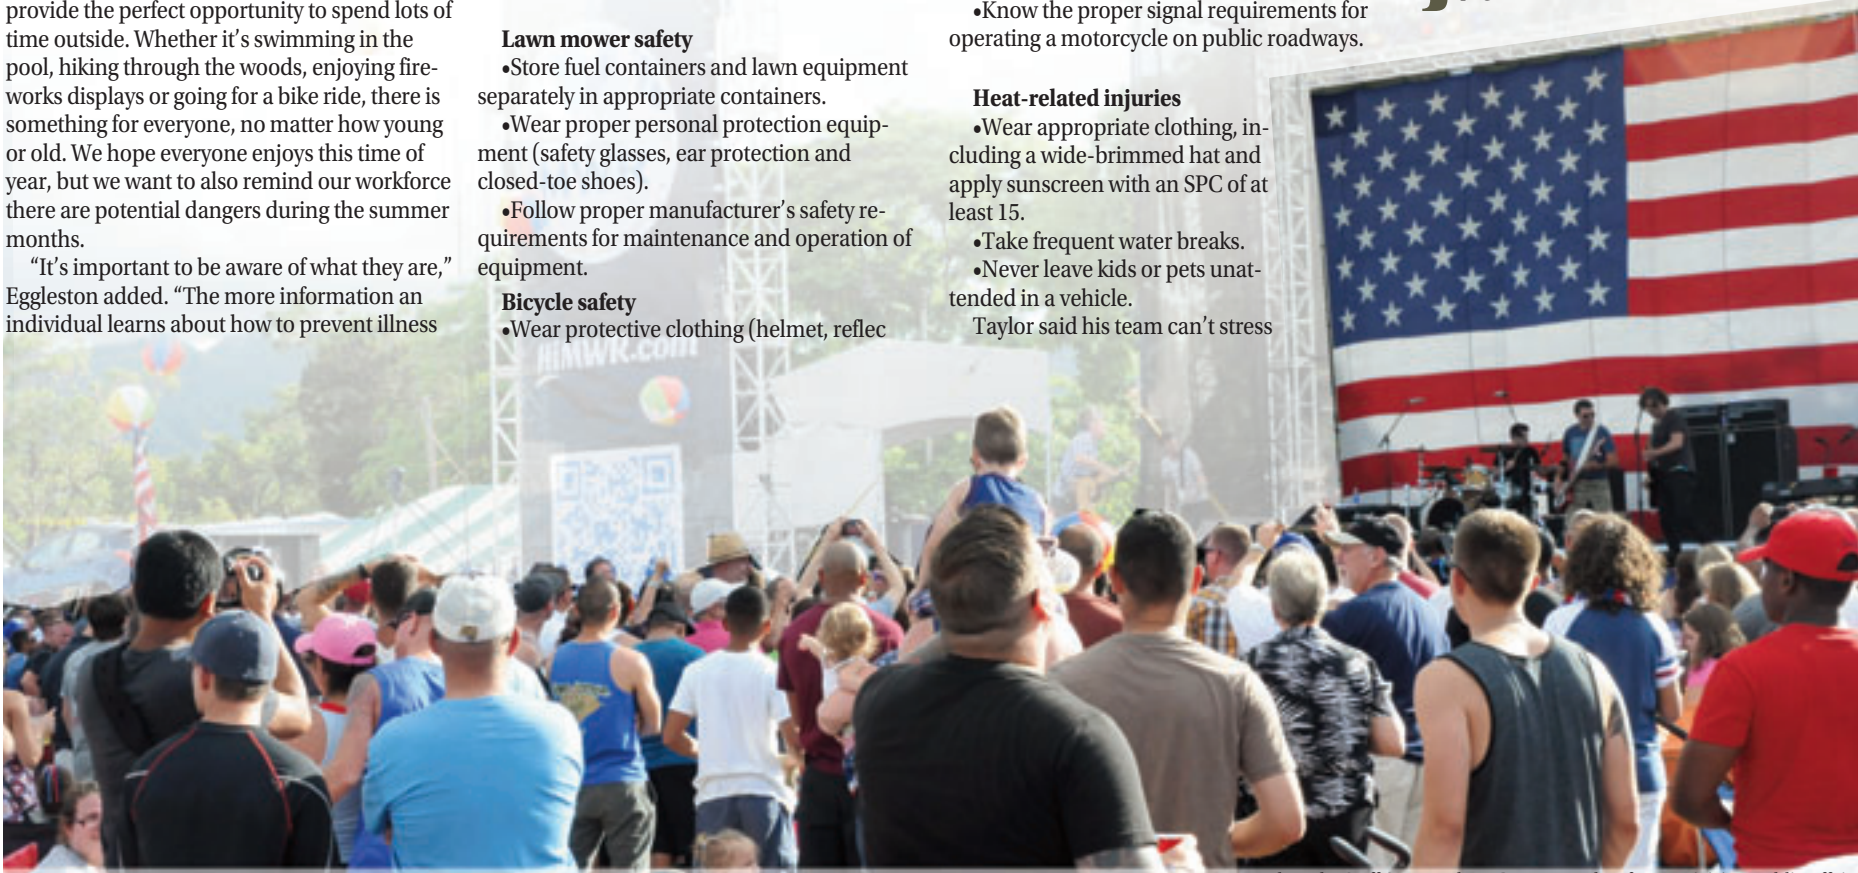 provide the perfect opportunity to spend lots of
time outside. Whether it's swimming in the
pool, hiking through the woods, enjoying fire-
works displays or going for a bike ride, there is
something for everyone, no matter how young
or old. We hope everyone enjoys this time of
year, but we want to also remind our workforce
there are potential dangers during the summer
months.
“It's important to be aware of what they are,”
Eggleston added. “The more information an
individual learns about how to prevent illness
Lawn mower safety
•Store fuel containers and lawn equipment
separately in appropriate containers.
•Wear proper personal protection equip-
ment (safety glasses, ear protection and
closed-toe shoes).
•Follow proper manufacturer's safety re-
quirements for maintenance and operation of
equipment.
Bicycle safety
•Wear protective clothing (helmet, reflec
•Know the proper signal requirements for
operating a motorcycle on public roadways.
Heat-related injuries
•Wear appropriate clothing, in-
cluding a wide-brimmed hat and
apply sunscreen with an SPC of at
least 15.
•Take frequent water breaks.
•Never leave kids or pets unat-
tended in a vehicle.
Taylor said his team can't stress
HiMWR.com